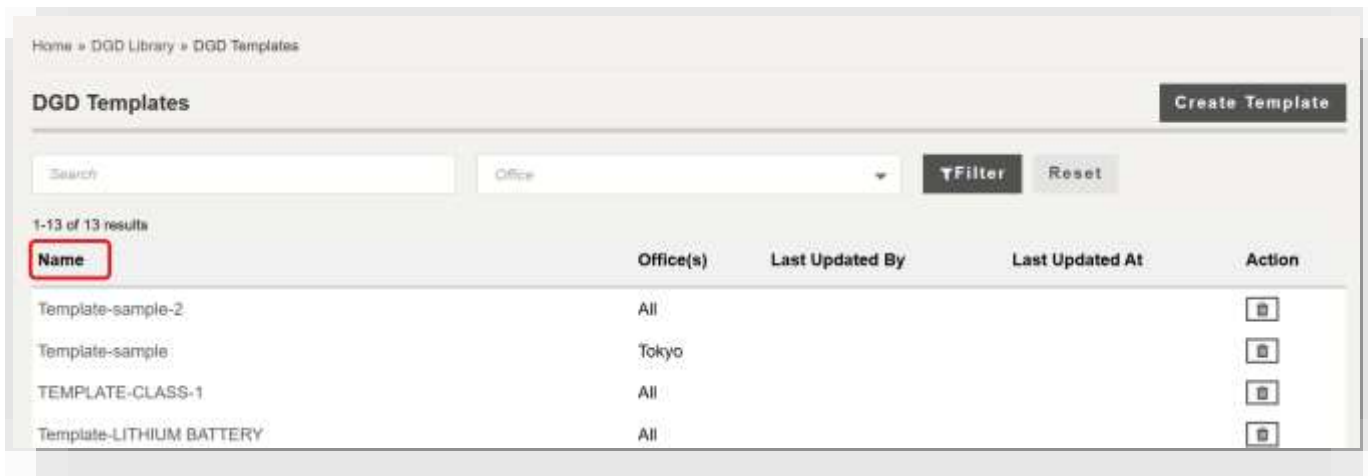 Home » DGD Library » DGD Templates
DGD Templates
Create Template
Search
Office
Filter
Reset
1-13 of 13 results
Name Office(s) Last Updated By Last Updated At Action
Template-sample-2 All
Template-sample Tokyo
TEMPLATE-CLASS-1 All
Template-LITHIUM BATTERY All